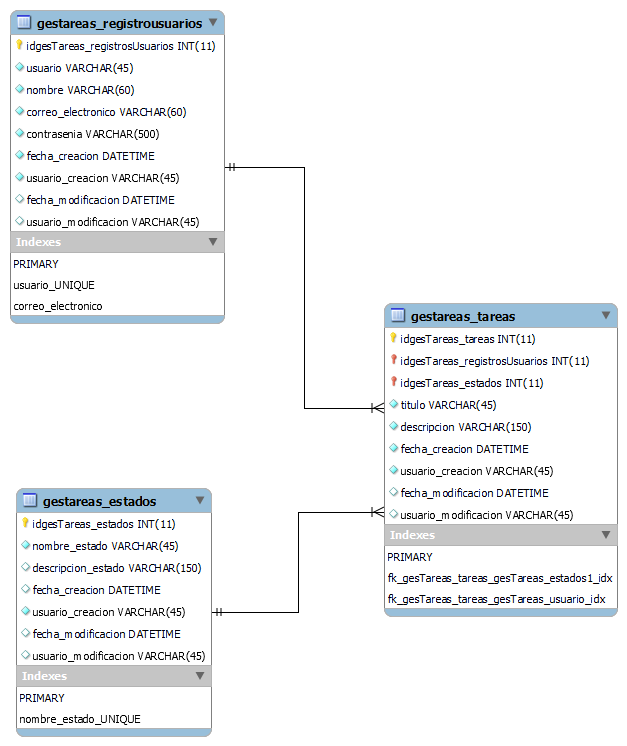 gestareas_registrousuarios
idgesTareas_registrosUsuarios INT(11)
usuario VARCHAR(45)
nombre VARCHAR(60)
correo_electronico VARCHAR(60)
contrasenia VARCHAR(500)
fecha_creacion DATETIME
usuario_creacion VARCHAR(45)
fecha_modificacion DATETIME
usuario_modificacion VARCHAR(45)
Indexes
PRIMARY
usuario_UNIQUE
correo_electronico
gestareas_tareas
idgesTareas_tareas INT(11)
idgesTareas_registrosUsuarios INT(11)
idgesTareas_estados INT(11)
titulo VARCHAR(45)
descripcion VARCHAR(150)
fecha_creacion DATETIME
usuario_creacion VARCHAR(45)
fecha_modificacion DATETIME
usuario_modificacion VARCHAR(45)
Indexes
PRIMARY
fk_gesTareas_tareas_gesTareas_estados1_idx
fk_gesTareas_tareas_gesTareas_usuario_idx
gestareas_estados
idgesTareas_estados INT(11)
nombre_estado VARCHAR(45)
descripcion_estado VARCHAR(150)
fecha_creacion DATETIME
usuario_creacion VARCHAR(45)
fecha_modificacion DATETIME
usuario_modificacion VARCHAR(45)
Indexes
PRIMARY
nombre_estado_UNIQUE